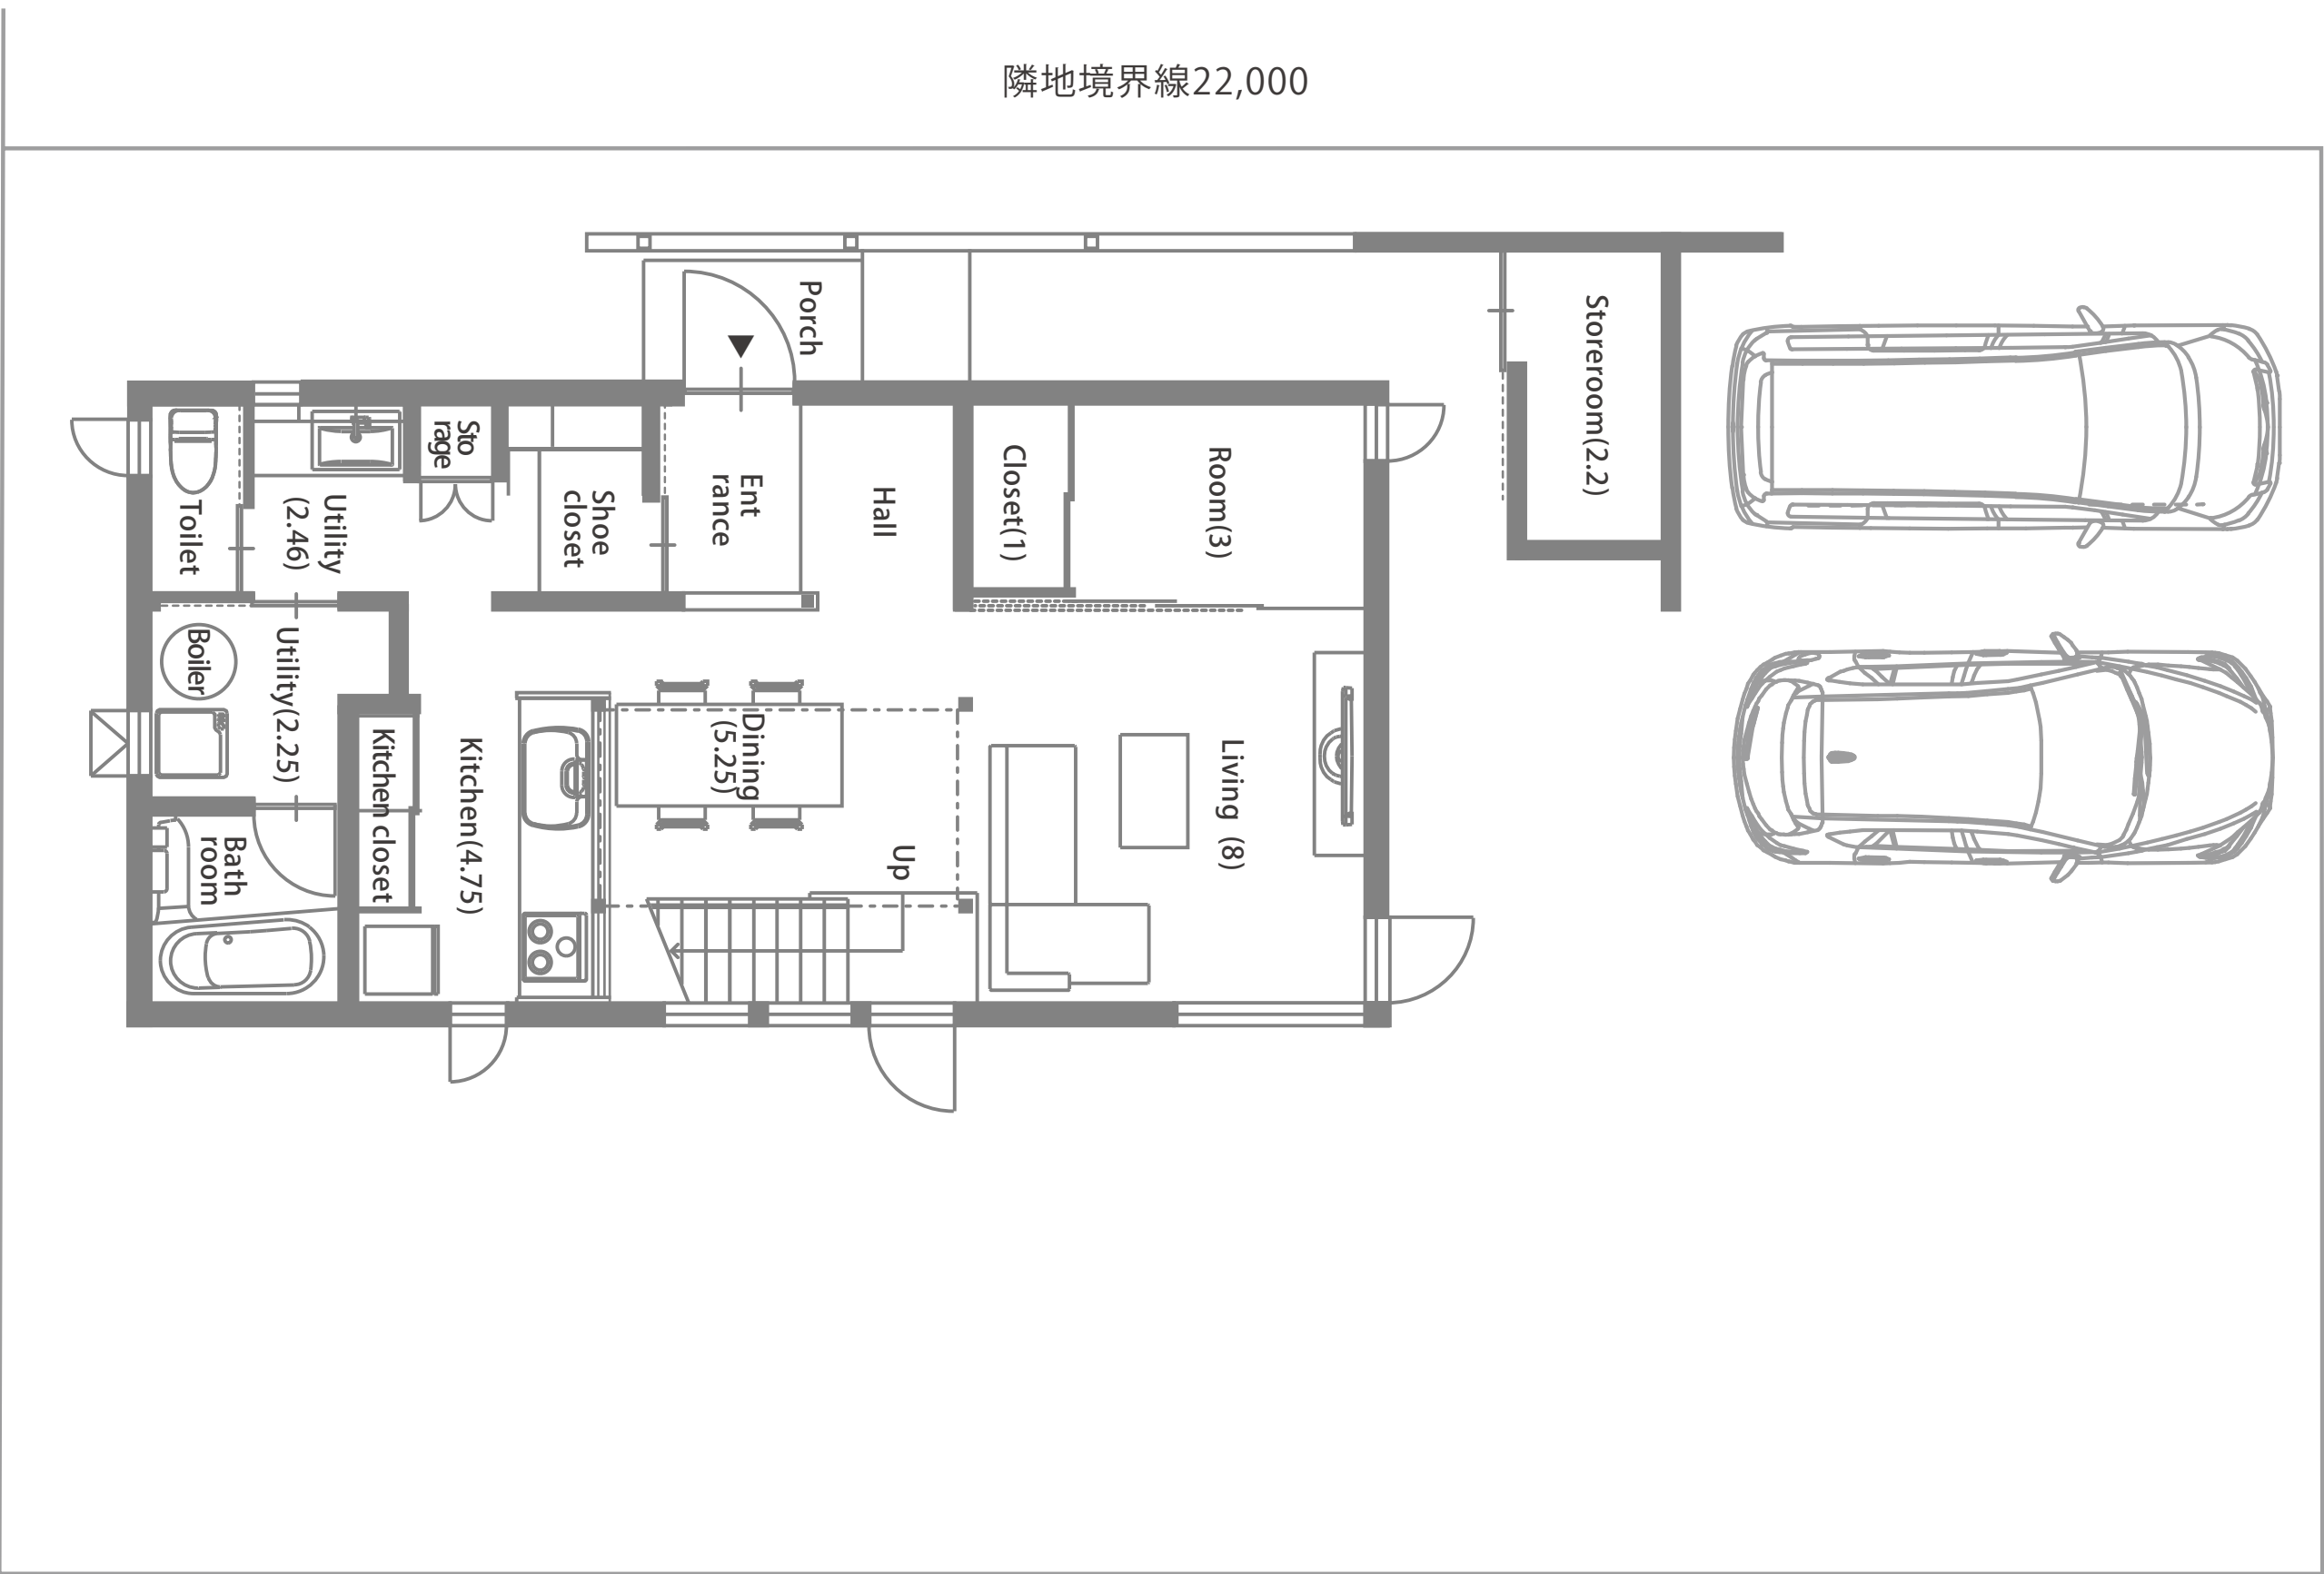 隣地境界線22,000
Porch
Storeroom(2.2)
Sto
rage
Room(3)
Closet(1)
Ent
rance
Hall
Shoe
closet
Utility
(2.46)
Toilet
Boiler
Utility(2.25)
Kitchen closet
Kitchen(4.75)
Dining
(5.25)
Living (8)
Up
Bath
room